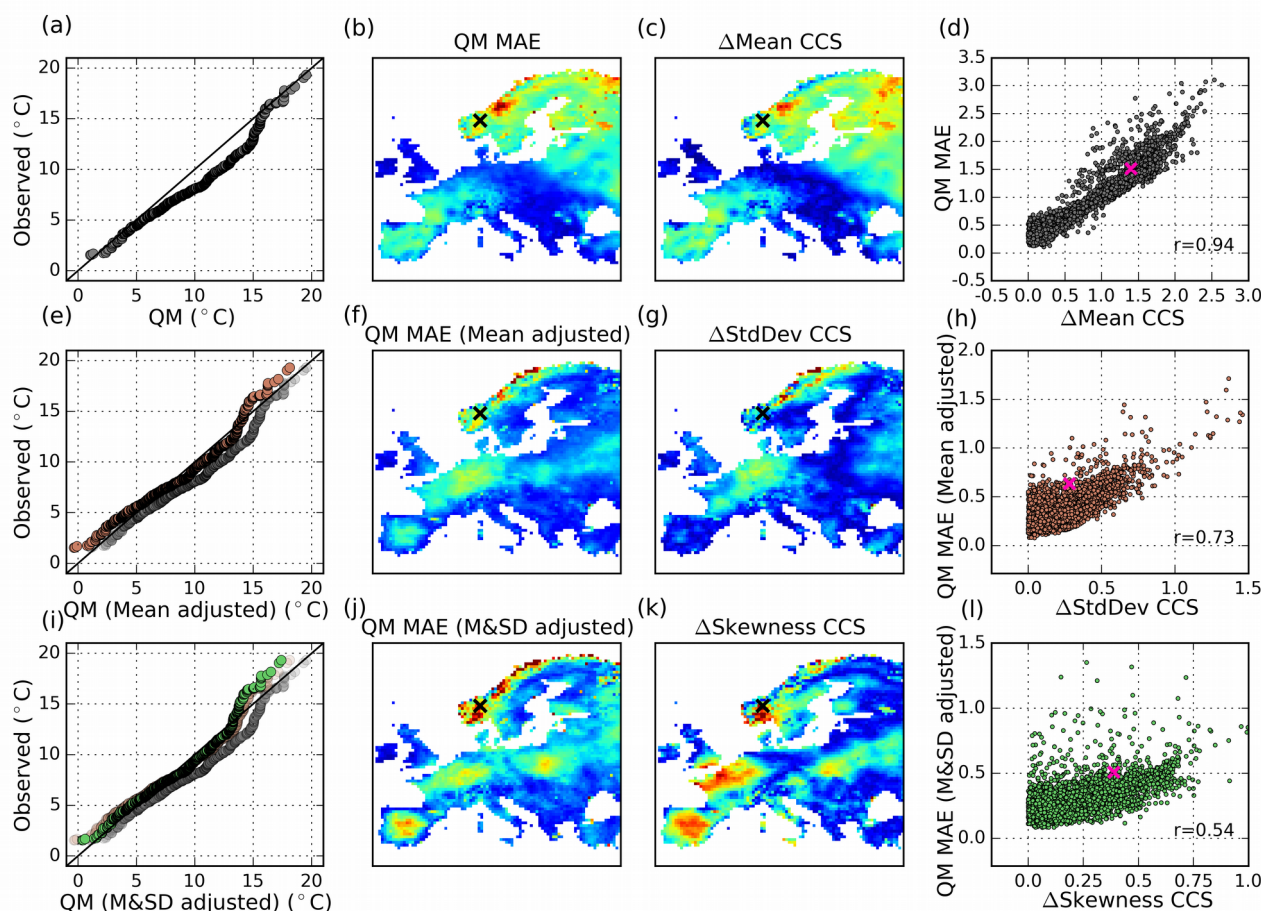 (a)
20
15
10
5
0
Observed (°C)
0 5 10 15 20
QM (°C)
(b)
QM MAE
(c)
ΔMean CCS
(d)
3.5
3.0
2.5
2.0
1.5
1.0
0.5
0.0
-0.5
QM MAE
r=0.94
-0.5 0.0 0.5 1.0 1.5 2.0 2.5 3.0
ΔMean CCS
(e)
20
15
10
5
0
Observed (°C)
0 5 10 15 20
QM (Mean adjusted) (°C)
(f)
QM MAE (Mean adjusted)
(g)
ΔStdDev CCS
(h)
2.0
1.5
1.0
0.5
0.0
QM MAE (Mean adjusted)
r=0.73
0.0 0.5 1.0 1.5
ΔStdDev CCS
(i)
20
15
10
5
0
Observed (°C)
0 5 10 15 20
QM (M&SD adjusted) (°C)
(j)
QM MAE (M&SD adjusted)
(k)
ΔSkewness CCS
(l)
1.5
1.0
0.5
0.0
QM MAE (M&SD adjusted)
r=0.54
0.0 0.25 0.5 0.75 1.0
ΔSkewness CCS